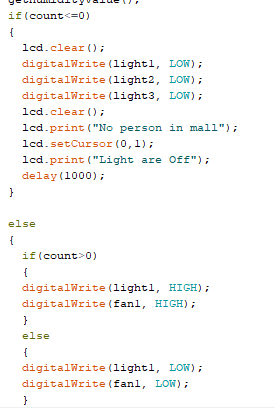 gethumidityvalue();
if(count<=0)
{
lcd.clear();
digitalWrite(light1, LOW);
digitalWrite(light2, LOW);
digitalWrite(light3, LOW);
lcd.clear();
lcd.print("No person in mall");
lcd.setCursor(0,1);
lcd.print("Light are Off");
delay(1000);
}
else
{
if(count>0)
{
digitalWrite(light1, HIGH);
digitalWrite(fan1, HIGH);
}
else
{
digitalWrite(light1, LOW);
digitalWrite(fan1, LOW);
}